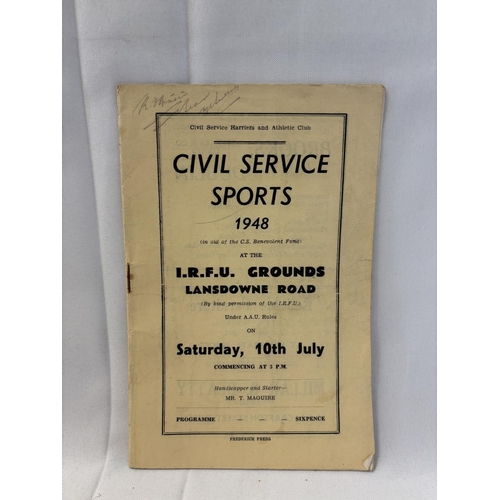 Civil Service Harriers and Athletic Club
CIVIL SERVICE
SPORTS
1948
(in aid of the C.S. Benevolent Fund)
AT THE
I.R.F.U. GROUNDS
LANSDOWNE ROAD
(By kind permission of the I.R.F.U.)
Under A.A.U. Rules
ON
Saturday, 10th July
COMMENCING AT 3 P.M.
Handicapper and Starter—
MR. T. MAGUIRE
PROGRAMME - - - SIXPENCE
FREDERICK PRESS